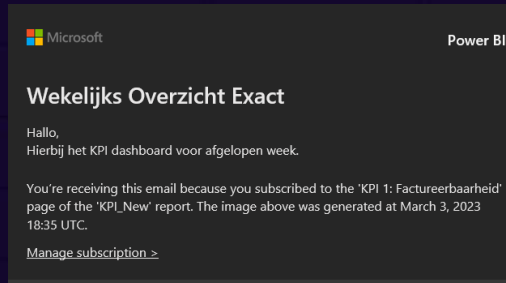 Microsoft
Power BI
Wekelijks Overzicht Exact
Hallo,
Hierbij het KPI dashboard voor afgelopen week.
You're receiving this email because you subscribed to the 'KPI 1: Factureerbaarheid'
page of the 'KPI_New' report. The image above was generated at March 3, 2023
18:35 UTC.
Manage subscription >